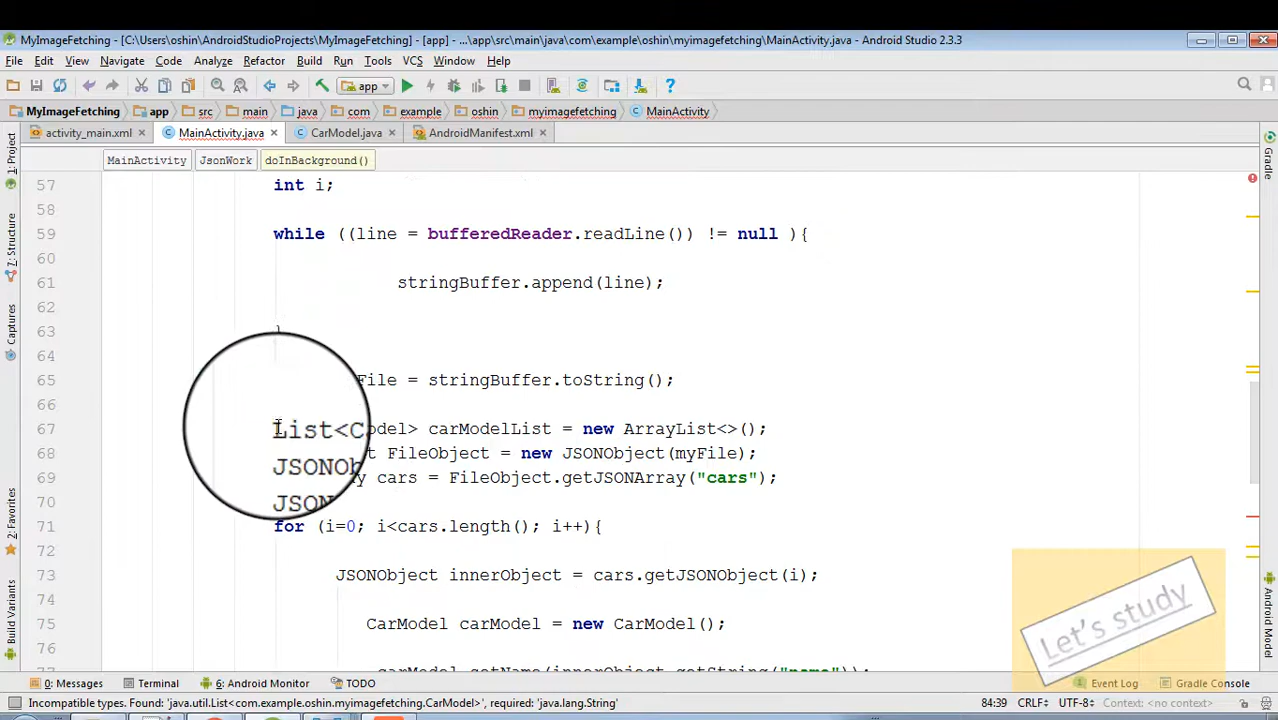 MyImageFetching - [C:\Users\oshin\AndroidStudioProjects\MyImageFetching] - [app] - ...\app\src\main\java\com\example\oshin\myimagefetching\MainActivity.java - Android Studio 2.3.3
File Edit View Navigate Code Analyze Refactor Build Run Tools VCS Window Help
app
MyImageFetching app src main java com example oshin myimagefetching MainActivity
activity_main.xml MainActivity.java CarModel.java AndroidManifest.xml
MainActivity JsonWork doInBackground()
1: Project
7: Structure
Captures
2: Favorites
Build Variants
57 int i;
58
59 while ((line = bufferedReader.readLine()) != null ){
60
61 stringBuffer.append(line);
62
63 }
64
65 File = stringBuffer.toString();
66
67 List<C odel> carModelList = new ArrayList<>();
68 JSONOb t FileObject = new JSONObject(myFile);
69 JSON y cars = FileObject.getJSONArray("cars");
70
71 for (i=0; i<cars.length(); i++){
72
73 JSONObject innerObject = cars.getJSONObject(i);
74
75 CarModel carModel = new CarModel();
76
77 carModel.setName(innerObject.getString("name"));
Gradle
Android Model
Let's study
0: Messages Terminal 6: Android Monitor TODO Event Log Gradle Console
Incompatible types. Found: 'java.util.List<com.example.oshin.myimagefetching.CarModel>', required: 'java.lang.String' 84:39 CRLF UTF-8 Context: <no context>